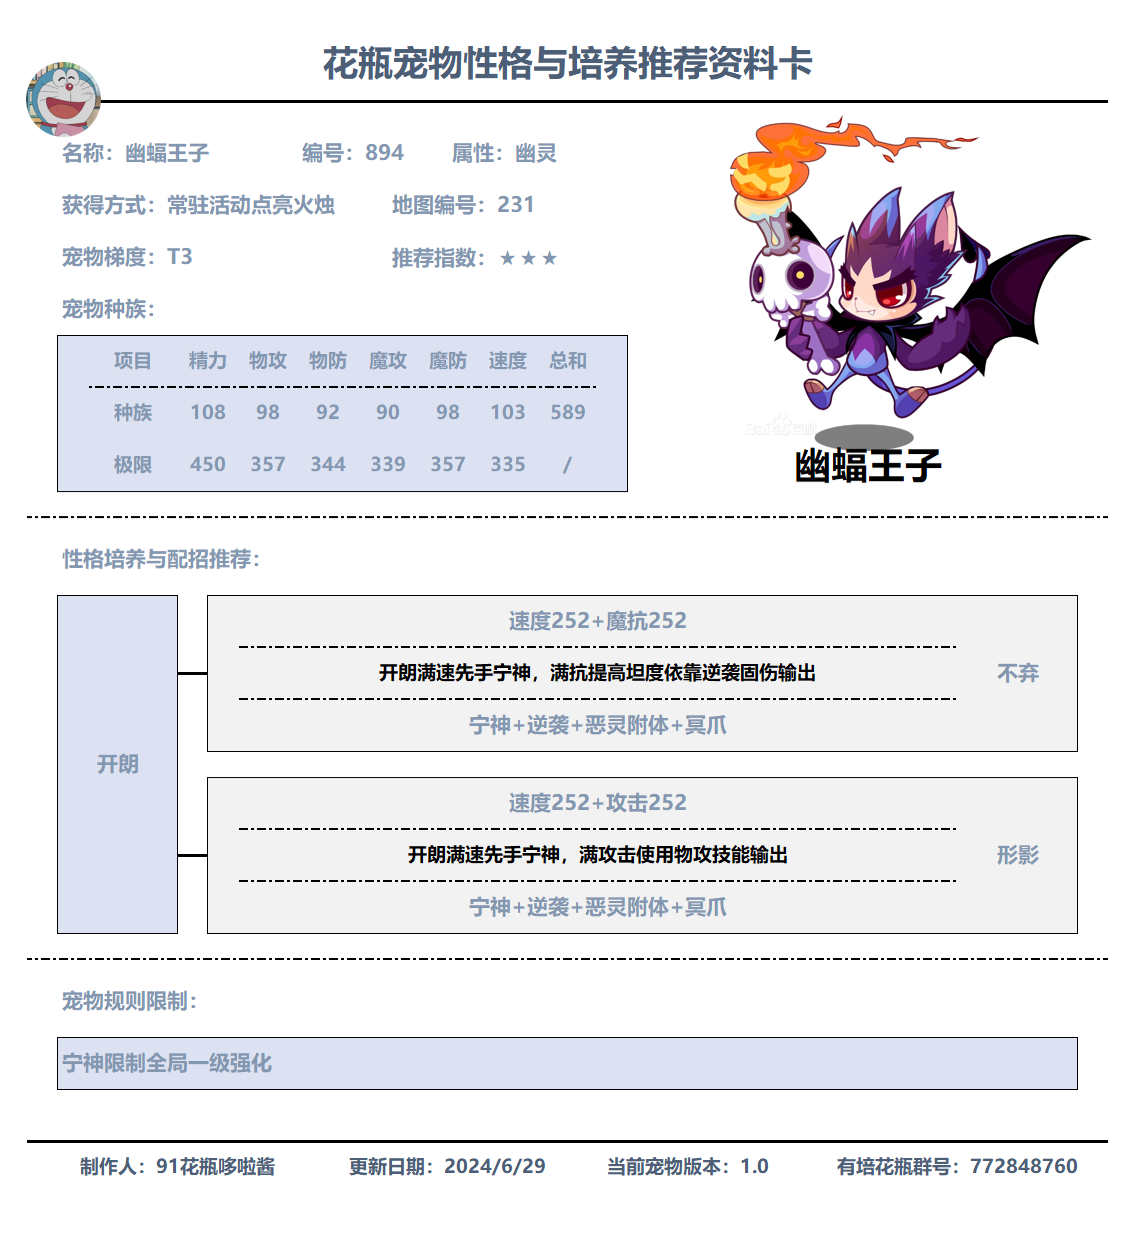 花瓶宠物性格与培养推荐资料卡
名称：幽蝠王子 编号：894 属性：幽灵
获得方式：常驻活动点亮火烛 地图编号：231
宠物梯度：T3 推荐指数：★★★
宠物种族：
项目 精力 物攻 物防 魔攻 魔防 速度 总和
种族 108 98 92 90 98 103 589
极限 450 357 344 339 357 335 /
幽蝠王子
性格培养与配招推荐：
开朗
速度252+魔抗252
开朗满速先手宁神，满抗提高坦度依靠逆袭固伤输出
宁神+逆袭+恶灵附体+冥爪
不弃
速度252+攻击252
开朗满速先手宁神，满攻击使用物攻技能输出
宁神+逆袭+恶灵附体+冥爪
形影
宠物规则限制：
宁神限制全局一级强化
制作人：91花瓶哆啦酱 更新日期：2024/6/29 当前宠物版本：1.0 有培花瓶群号：772848760